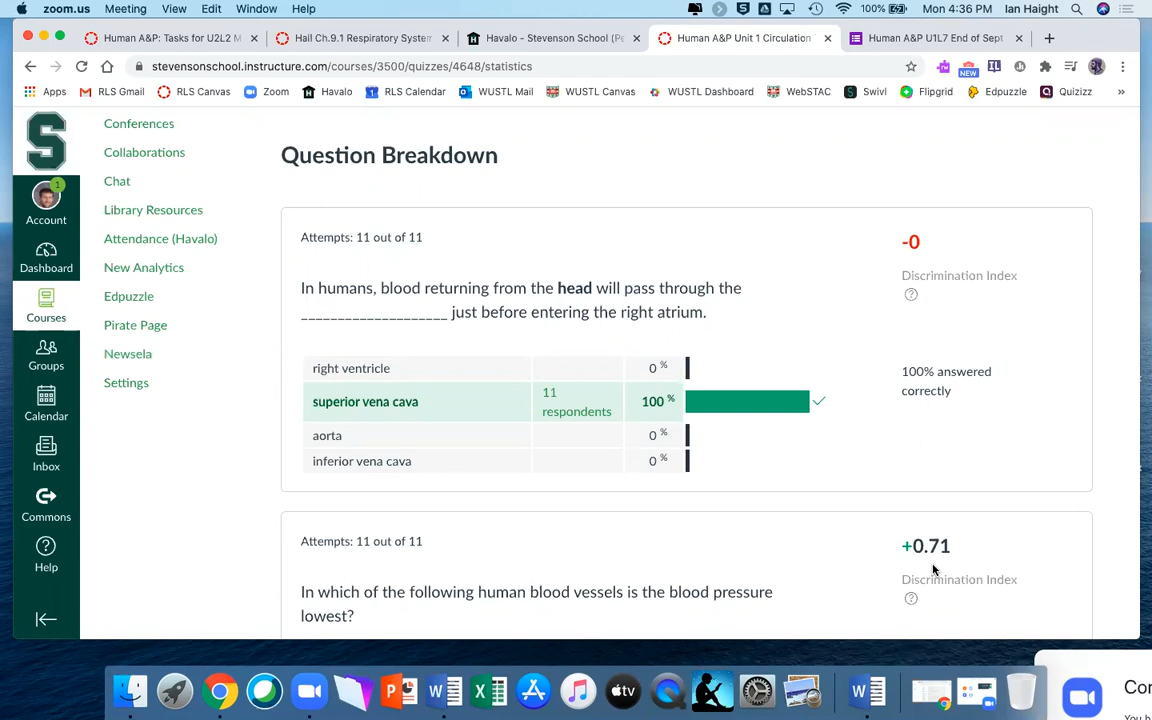 zoom.us Meeting View Edit Window Help 100% Mon 4:36 PM Ian Haight
Human A&P: Tasks for U2L2 M Hall Ch.9.1 Respiratory System Havalo - Stevenson School (Pe Human A&P Unit 1 Circulation Human A&P U1L7 End of Sept
stevensonschool.instructure.com/courses/3500/quizzes/4648/statistics
Apps RLS Gmail RLS Canvas Zoom Havalo RLS Calendar WUSTL Mail WUSTL Canvas WUSTL Dashboard WebSTAC Swivl Flipgrid Edpuzzle Quizizz »
NEW
S
1
Account
Dashboard
Courses
Groups
Calendar
Inbox
Commons
Help
Conferences
Collaborations
Chat
Library Resources
Attendance (Havalo)
New Analytics
Edpuzzle
Pirate Page
Newsela
Settings
Question Breakdown
Attempts: 11 out of 11
-0
Discrimination Index
?
In humans, blood returning from the head will pass through the
____________________ just before entering the right atrium.
right ventricle 0 %
superior vena cava 11 respondents 100 %
aorta 0 %
inferior vena cava 0 %
100% answered
correctly
Attempts: 11 out of 11
+0.71
Discrimination Index
?
In which of the following human blood vessels is the blood pressure
lowest?
tv